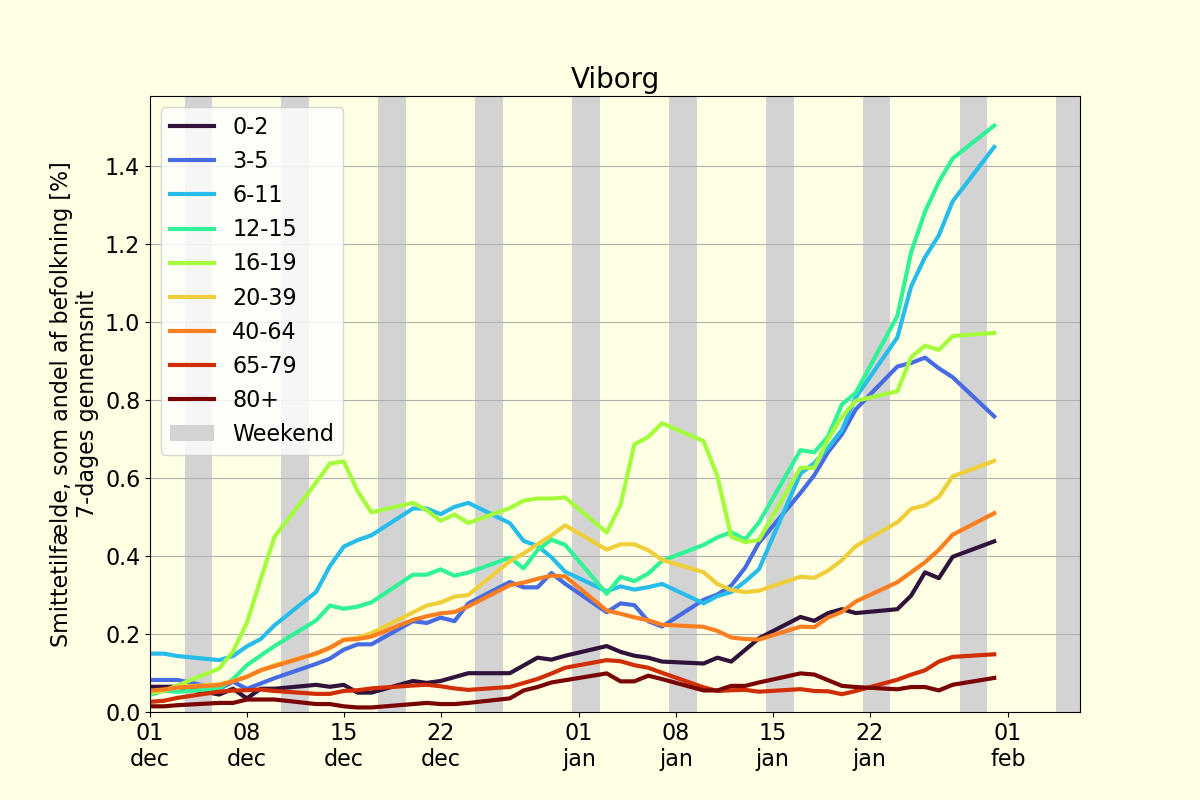 Viborg
Smittetilfælde, som andel af befolkning [%]
7-dages gennemsnit
1.4
1.2
1.0
0.8
0.6
0.4
0.2
0.0
0-2
3-5
6-11
12-15
16-19
20-39
40-64
65-79
80+
Weekend
01 08 15 22 01 08 15 22 01
dec dec dec dec jan jan jan jan feb